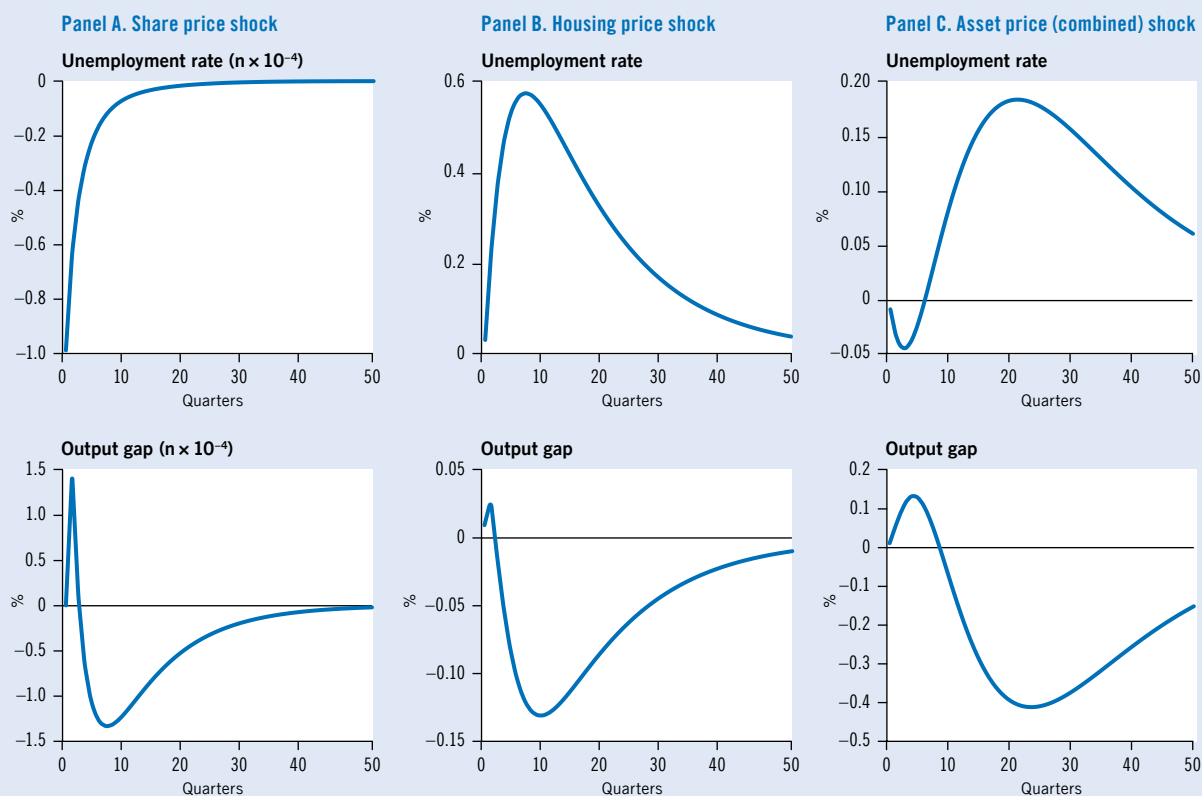 Panel A. Share price shock
Unemployment rate (n × 10⁻⁴)
0
−0.2
−0.4
−0.6
−0.8
−1.0
%
0 10 20 30 40 50
Quarters
Panel B. Housing price shock
Unemployment rate
0.6
0.4
0.2
0
%
0 10 20 30 40 50
Quarters
Panel C. Asset price (combined) shock
Unemployment rate
0.20
0.15
0.10
0.05
0
−0.05
%
0 10 20 30 40 50
Quarters
Output gap (n × 10⁻⁴)
1.5
1.0
0.5
0
−0.5
−1.0
−1.5
%
0 10 20 30 40 50
Quarters
Output gap
0.05
0
−0.05
−0.10
−0.15
%
0 10 20 30 40 50
Quarters
Output gap
0.2
0.1
0
−0.1
−0.2
−0.3
−0.4
−0.5
%
0 10 20 30 40 50
Quarters